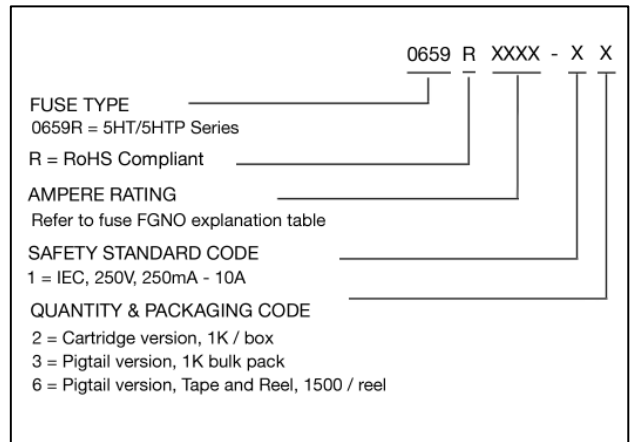 0659 R XXXX - X X
FUSE TYPE
0659R = 5HT/5HTP Series
R = RoHS Compliant
AMPERE RATING
Refer to fuse FGNO explanation table
SAFETY STANDARD CODE
1 = IEC, 250V, 250mA - 10A
QUANTITY & PACKAGING CODE
2 = Cartridge version, 1K / box
3 = Pigtail version, 1K bulk pack
6 = Pigtail version, Tape and Reel, 1500 / reel